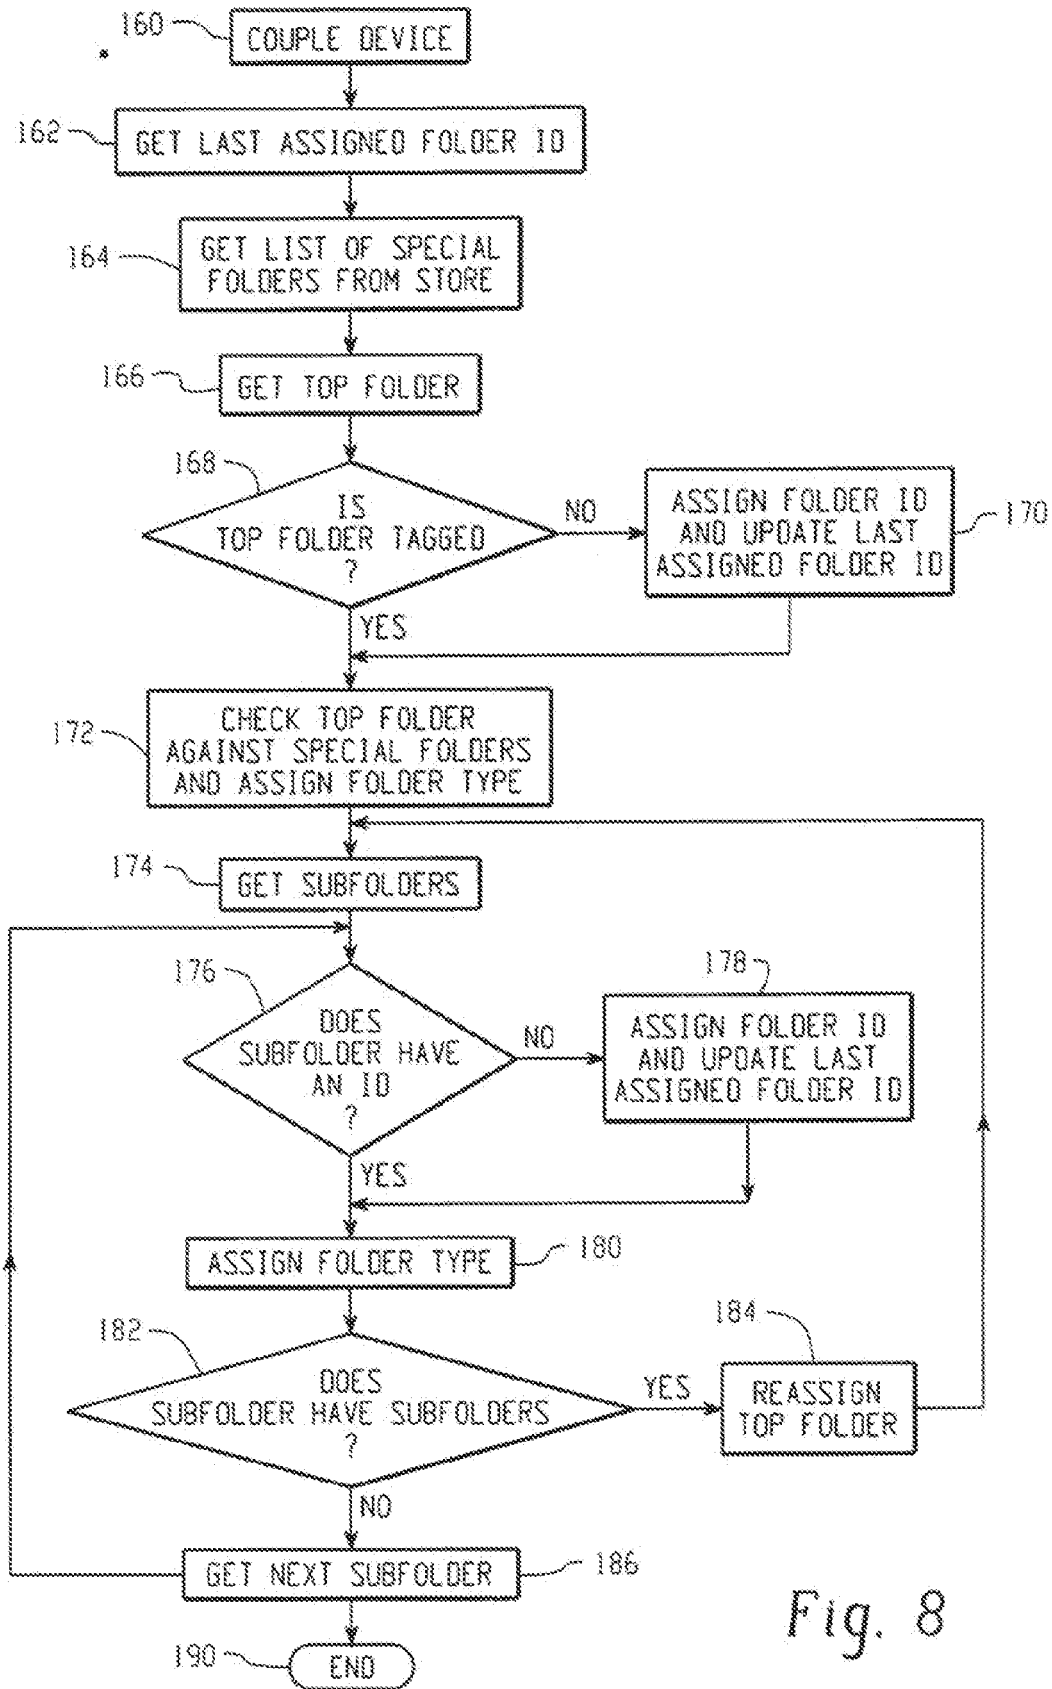 160
COUPLE DEVICE
162
GET LAST ASSIGNED FOLDER ID
164
GET LIST OF SPECIAL
FOLDERS FROM STORE
166
GET TOP FOLDER
168
IS
TOP FOLDER TAGGED
?
NO
ASSIGN FOLDER ID
AND UPDATE LAST
ASSIGNED FOLDER ID
170
YES
172
CHECK TOP FOLDER
AGAINST SPECIAL FOLDERS
AND ASSIGN FOLDER TYPE
174
GET SUBFOLDERS
176
DOES
SUBFOLDER HAVE
AN ID
?
NO
178
ASSIGN FOLDER ID
AND UPDATE LAST
ASSIGNED FOLDER ID
YES
ASSIGN FOLDER TYPE
180
182
DOES
SUBFOLDER HAVE SUBFOLDERS
?
YES
184
REASSIGN
TOP FOLDER
NO
GET NEXT SUBFOLDER
186
190
END
Fig. 8